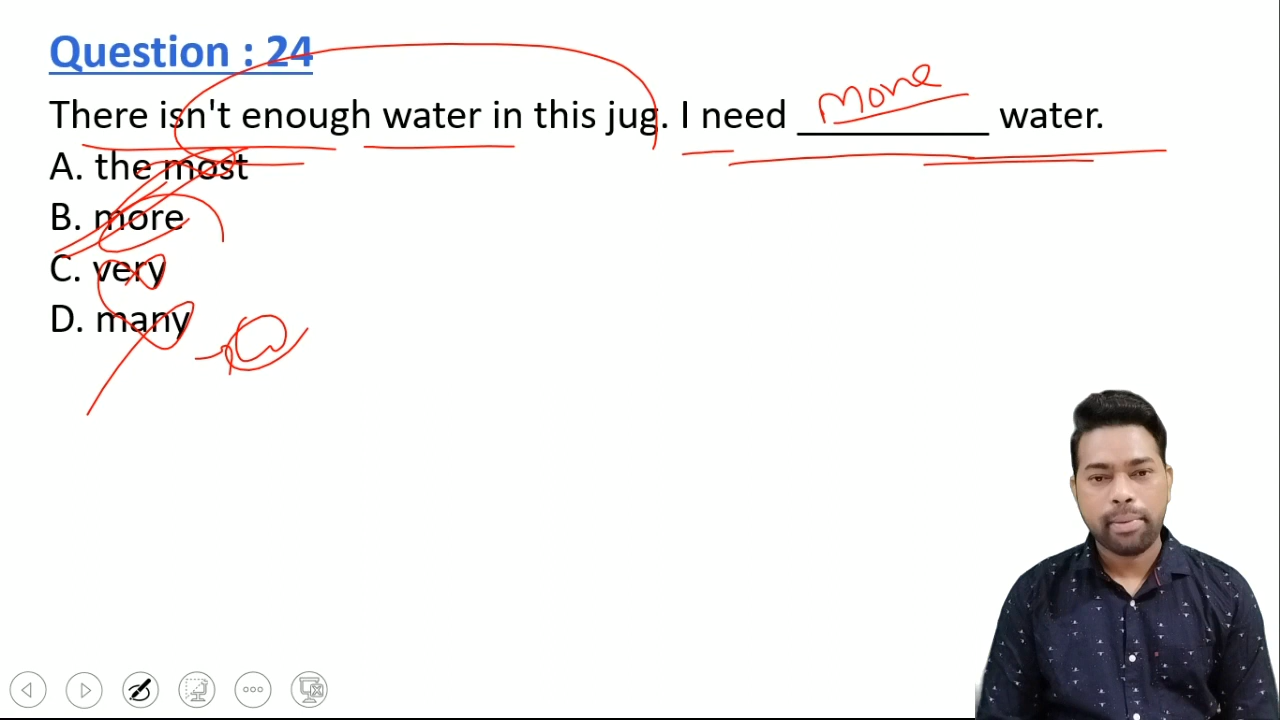 Question : 24
more
There isn't enough water in this jug. I need __________ water.
A. the most
B. more
C. very
D. many